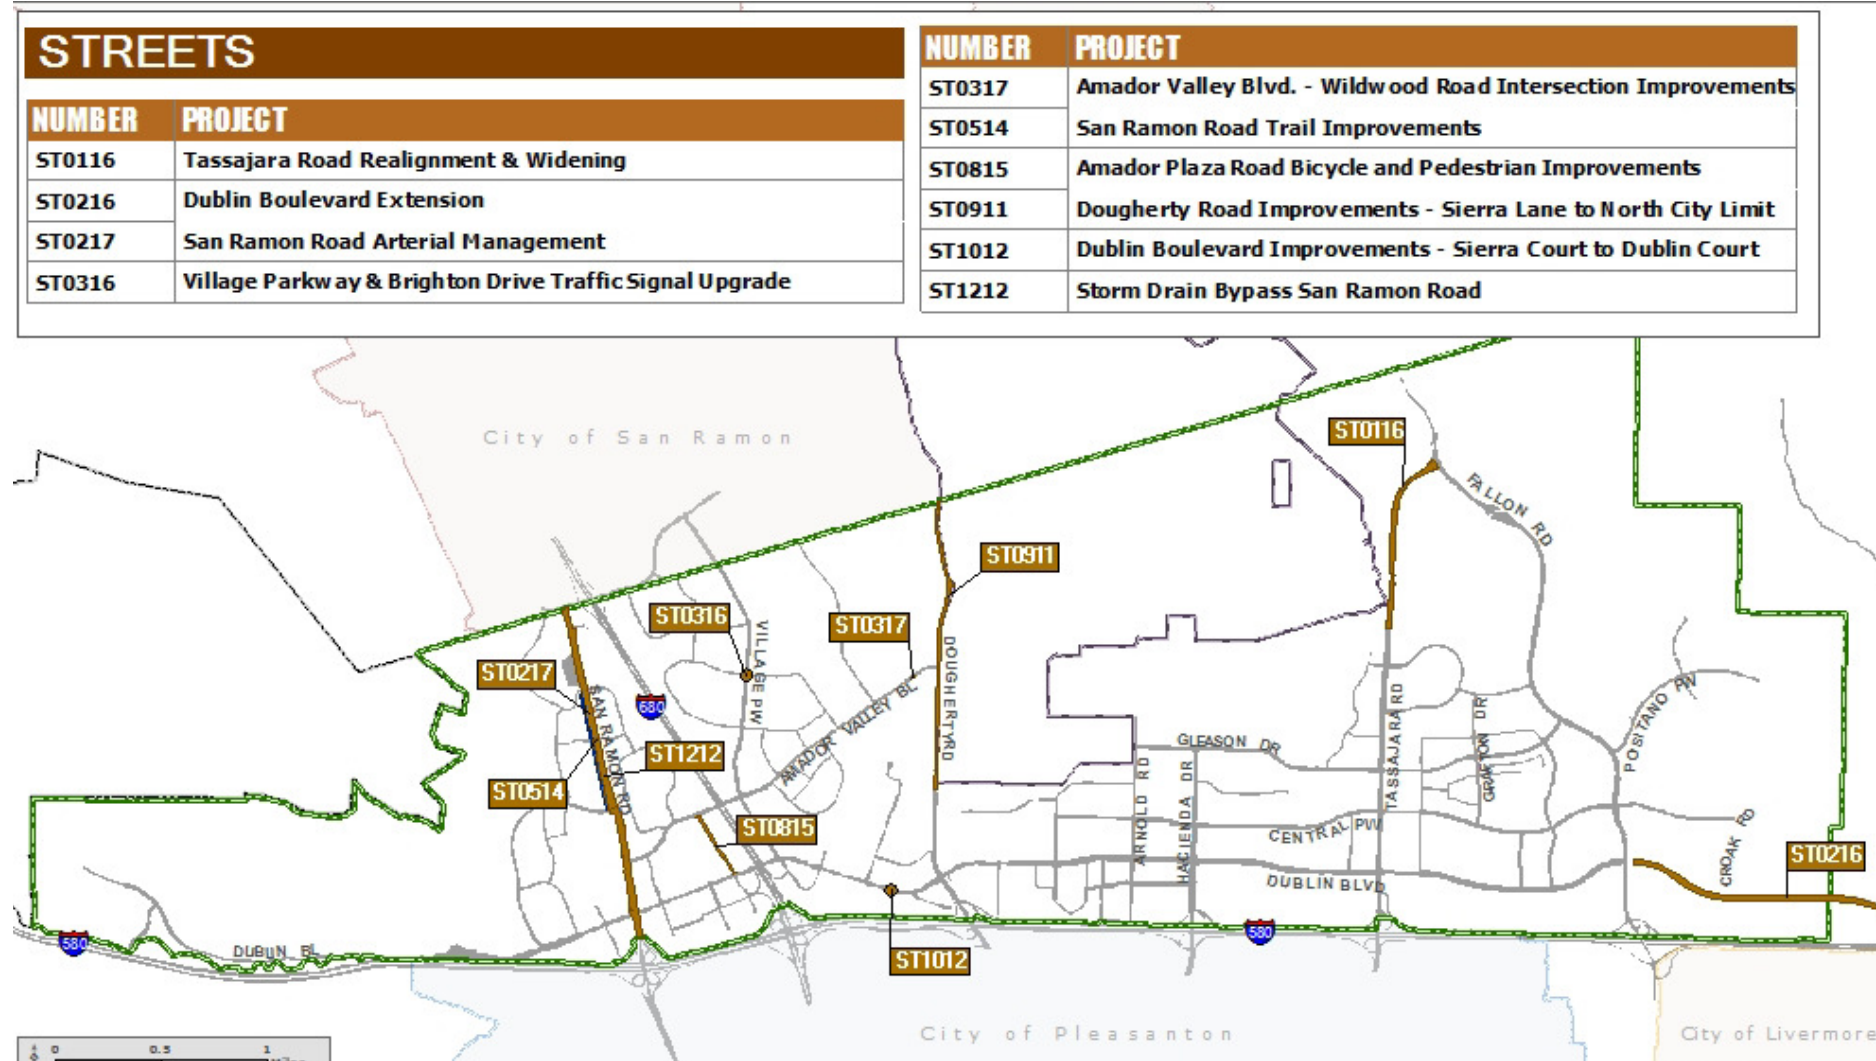 STREETS
NUMBER PROJECT
ST0116 Tassajara Road Realignment & Widening
ST0216 Dublin Boulevard Extension
ST0217 San Ramon Road Arterial Management
ST0316 Village Parkway & Brighton Drive Traffic Signal Upgrade
NUMBER PROJECT
ST0317 Amador Valley Blvd. - Wildwood Road Intersection Improvements
ST0514 San Ramon Road Trail Improvements
ST0815 Amador Plaza Road Bicycle and Pedestrian Improvements
ST0911 Dougherty Road Improvements - Sierra Lane to North City Limit
ST1012 Dublin Boulevard Improvements - Sierra Court to Dublin Court
ST1212 Storm Drain Bypass San Ramon Road
City of San Ramon
ST0116
FALLON RD
ST0911
ST0316
ST0317
VILLAGE PW
DOUGHERTY RD
ST0217
SAN RAMON RD
680
AMADOR VALLEY BL
ST1212
ST0514
ST0815
GLEASON DR
TASSAJARA RD
GRAFTON DR
POSITANO PW
ARNOLD RD
HACIENDA DR
CENTRAL PW
CROAK RD
ST0216
DUBLIN BLVD
580
DUBLIN BL
580
ST1012
City of Pleasanton
City of Livermore
0 0.5 1